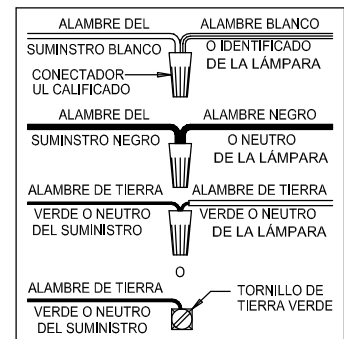 ALAMBRE DEL ALAMBRE BLANCO
SUMINSTRO BLANCO O IDENTIFICADO
DE LA LÁMPARA
CONECTADOR
UL CALIFICADO
ALAMBRE DEL ALAMBRE NEGRO
SUMINSTRO NEGRO O NEUTRO
DE LA LÁMPARA
ALAMBRE DE TIERRA ALAMBRE DE TIERRA
VERDE O NEUTRO VERDE O NEUTRO
DEL SUMINISTRO DE LA LÁMPARA
O
ALAMBRE DE TIERRA TORNILLO DE
VERDE O NEUTRO TIERRA VERDE
DEL SUMINISTRO